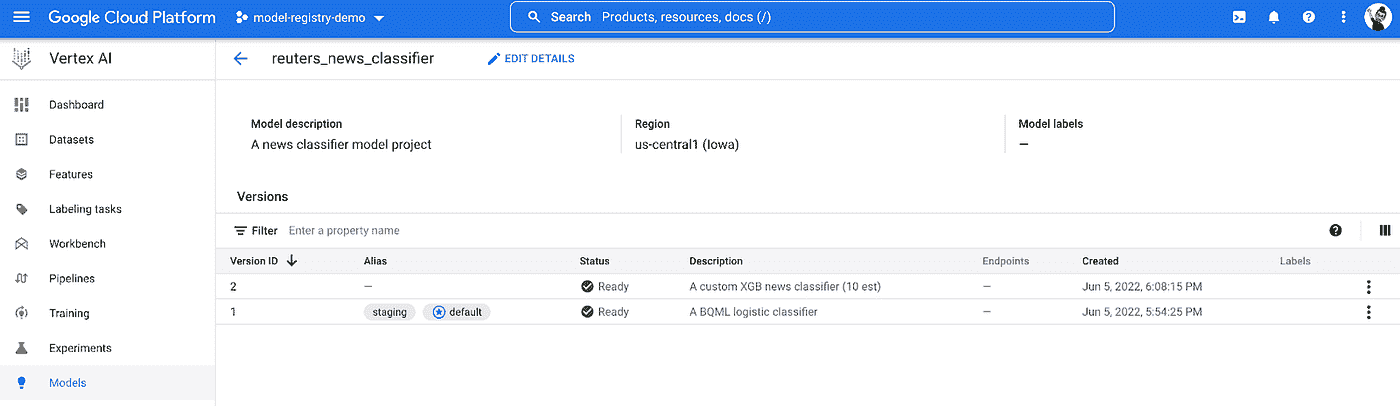 Google Cloud Platform model-registry-demo Search Products, resources, docs (/)
Vertex AI reuters_news_classifier EDIT DETAILS
Dashboard
Datasets
Features
Labeling tasks
Workbench
Pipelines
Training
Experiments
Models
Model description Region Model labels
A news classifier model project us-central1 (Iowa) —
Versions
Filter Enter a property name
Version ID Alias Status Description Endpoints Created Labels
2 — Ready A custom XGB news classifier (10 est) — Jun 5, 2022, 6:08:15 PM
1 staging default Ready A BQML logistic classifier — Jun 5, 2022, 5:54:25 PM